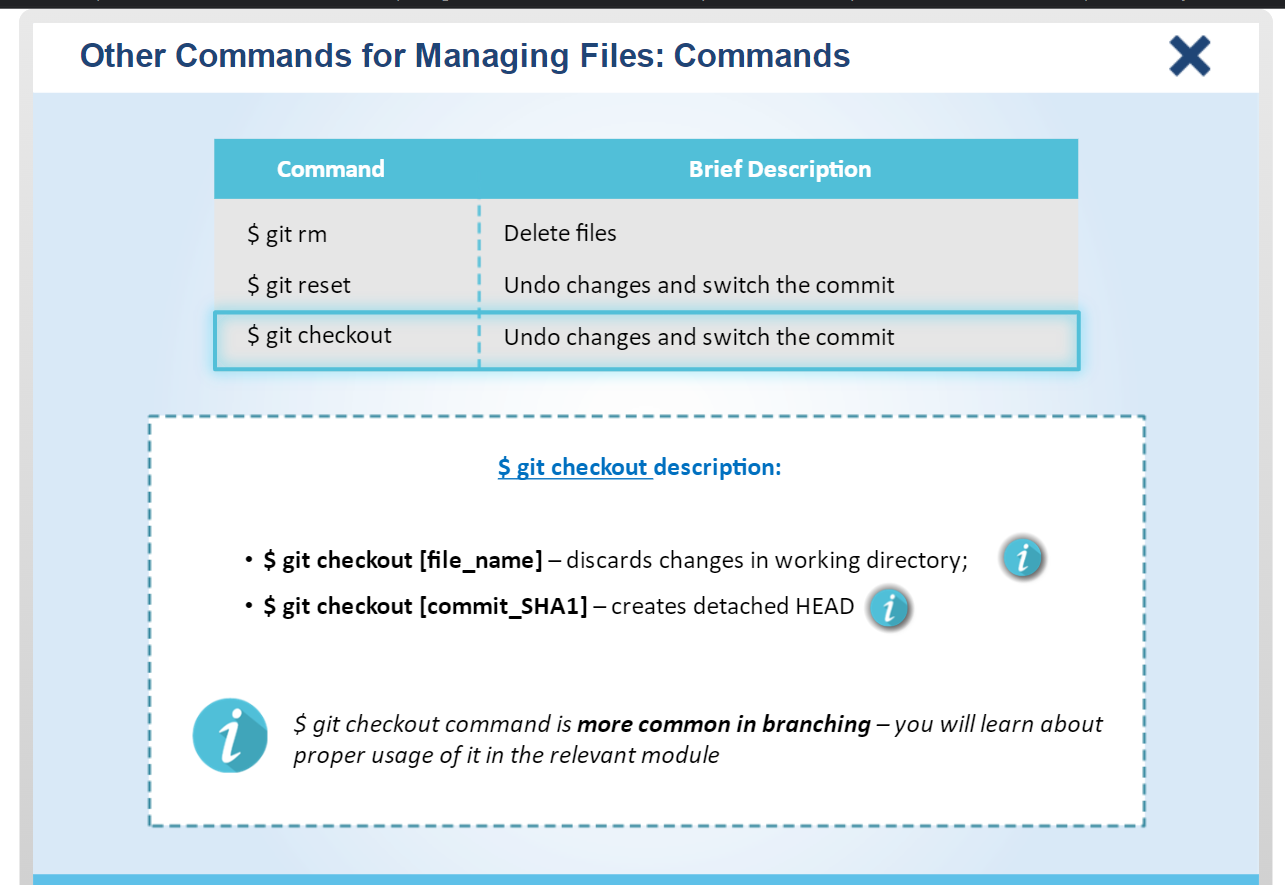 Other Commands for Managing Files: Commands
Command Brief Description
$ git rm Delete files
$ git reset Undo changes and switch the commit
$ git checkout Undo changes and switch the commit
$ git checkout description:
• $ git checkout [file_name] – discards changes in working directory;
• $ git checkout [commit_SHA1] – creates detached HEAD
$ git checkout command is more common in branching – you will learn about
proper usage of it in the relevant module